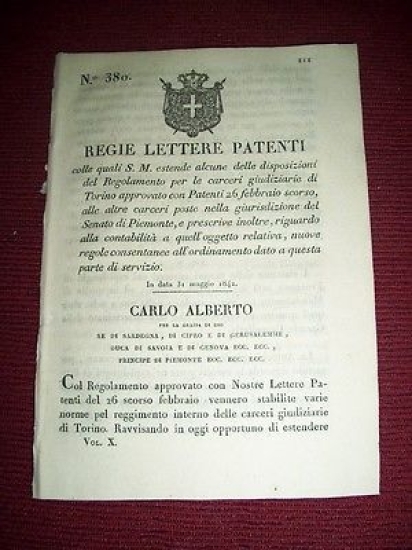 N.º 380.
REGIE LETTERE PATENTI
colle quali S. M. estende alcune delle disposizioni
del Regolamento per le carceri giudiziarie di
Torino approvato con Patenti 26 febbraio scorso,
alle altre carceri poste nella giurisdizione del
Senato di Piemonte, e prescrive inoltre, riguardo
alla contabilità a quell'oggetto relativa, nuove
regole consentanee all'ordinamento dato a questa
parte di servizio.
In data 31 maggio 1842.
CARLO ALBERTO
PER LA GRAZIA DI DIO
RE DI SARDEGNA, DI CIPRO E DI GERUSALEMME,
DUCA DI SAVOIA E DI GENOVA ECC. ECC.,
PRINCIPE DI PIEMONTE ECC. ECC. ECC.
Col Regolamento approvato con Nostre Lettere Pa-
tenti del 26 scorso febbraio vennero stabilite varie
norme pel reggimento interno delle carceri giudiziarie
di Torino. Ravvisando in oggi opportuno di estendere
Vol. X.